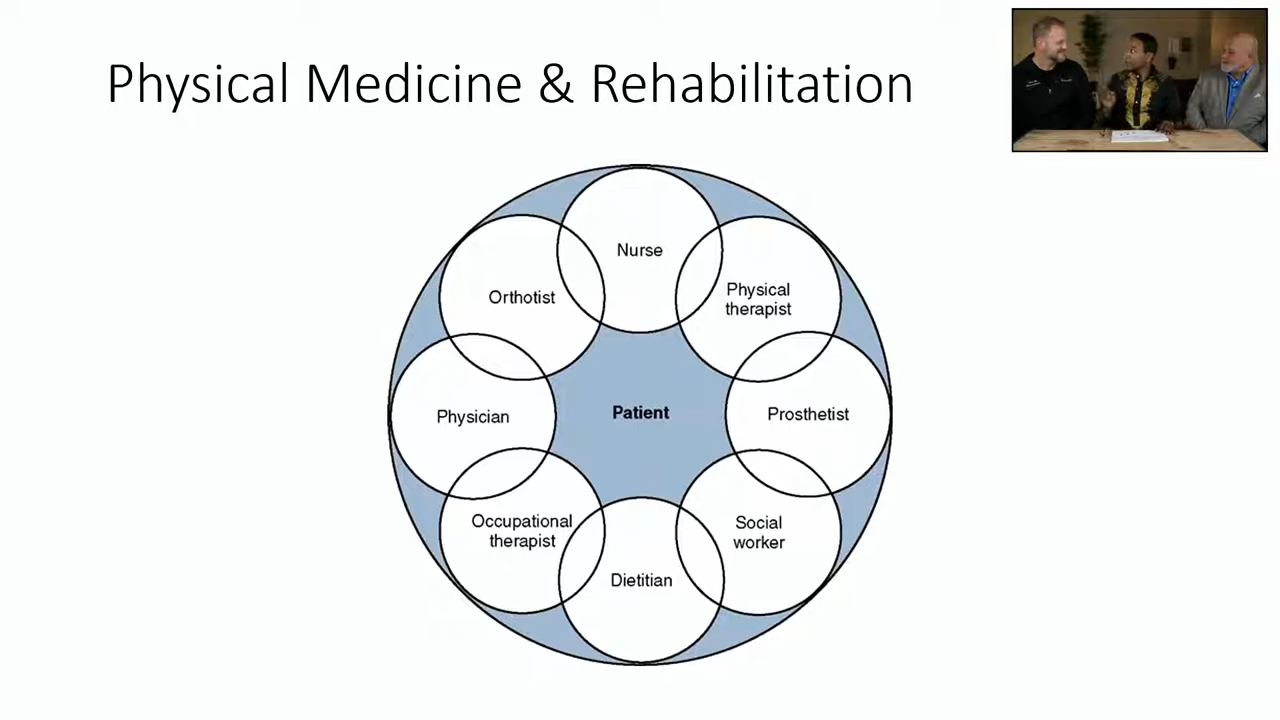 Physical Medicine & Rehabilitation
Nurse
Orthotist
Physical
therapist
Physician
Patient
Prosthetist
Occupational
therapist
Social
worker
Dietitian